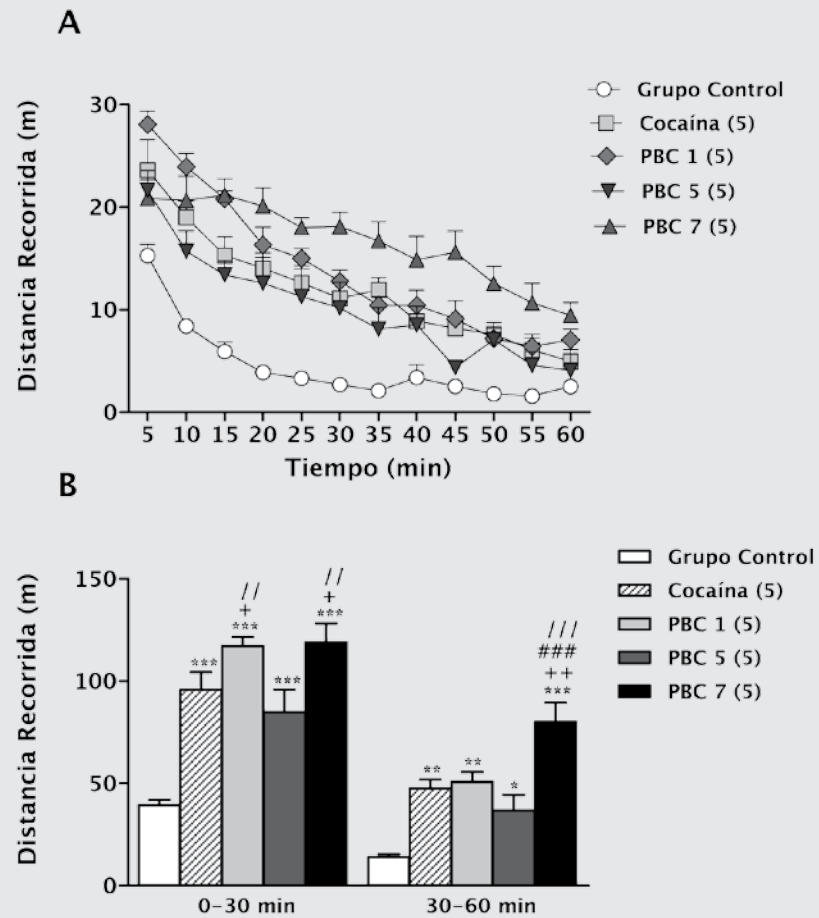 A
Distancia Recorrida (m)
30
20
10
0
5 10 15 20 25 30 35 40 45 50 55 60
Tiempo (min)
Grupo Control
Cocaína (5)
PBC 1 (5)
PBC 5 (5)
PBC 7 (5)
B
Distancia Recorrida (m)
150
100
50
0
***
//
+
***
***
//
+
***
**
**
*
///
###
++
***
0–30 min 30–60 min
Grupo Control
Cocaína (5)
PBC 1 (5)
PBC 5 (5)
PBC 7 (5)